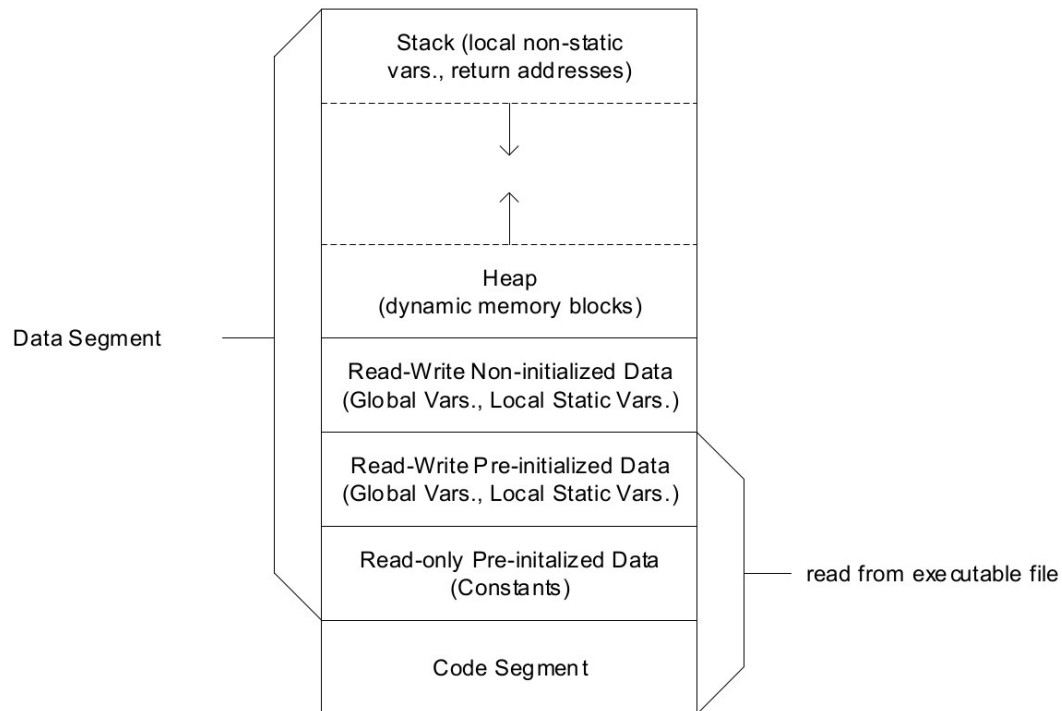 Stack (local non-static
vars., return addresses)
Heap
(dynamic memory blocks)
Data Segment
Read-Write Non-initialized Data
(Global Vars., Local Static Vars.)
Read-Write Pre-initialized Data
(Global Vars., Local Static Vars.)
Read-only Pre-initalized Data
(Constants)
read from executable file
Code Segment